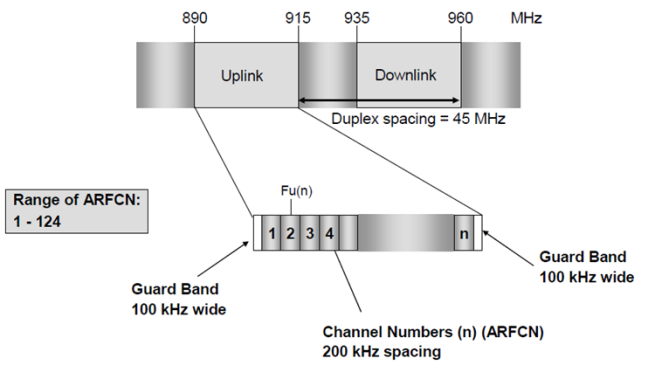 890 915 935 960 MHz
Uplink Downlink
Duplex spacing = 45 MHz
Fu(n)
Range of ARFCN:
1 - 124
1 2 3 4 n
Guard Band
100 kHz wide
Guard Band
100 kHz wide
Channel Numbers (n) (ARFCN)
200 kHz spacing